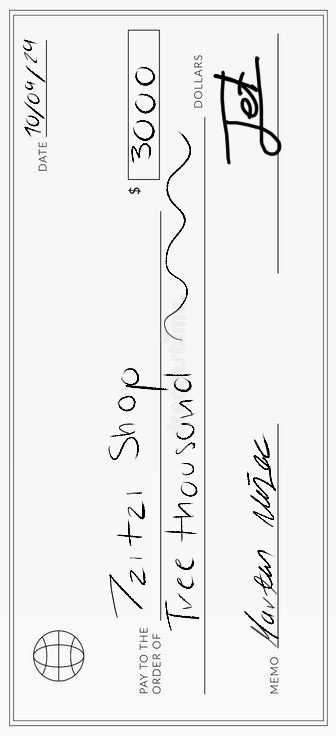 DATE 10/09/24
PAY TO THE ORDER OF Tzitzi Shop $ 3000
Tree thousand DOLLARS
MEMO